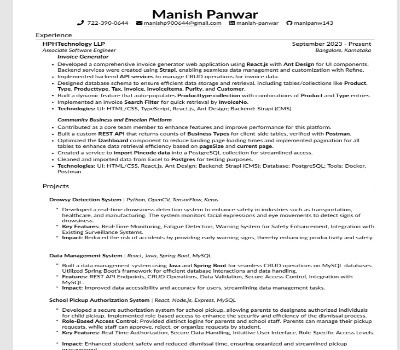 Manish Panwar
722-390-0644 manishp900644@gmail.com manish-panwar manipanwar143
Experience
HPHTechnology LLP September 2023 - Present
Associate Software Engineer Bangalore, Karnataka
Invoice Generator
• Developed a comprehensive invoice generator web application using React.js with Ant Design for UI components. Backend services were created using Strapi, enabling seamless data management and customization with Refine.
• Implemented backend API services to manage CRUD operations for invoice data.
• Designed database schema to ensure efficient data storage and retrieval, including tables/collections like Product Type, Producttype, Tax, Invoice, InvoiceItems, Purity, and Customer.
• Built a dynamic feature that auto-populates Producttype collection with combinations of Product and Type entries.
• Implemented an Invoice Search Filter for quick retrieval by InvoiceNo.
• Technologies: UI: HTML/CSS, TypeScript, React.js, Ant Design; Backend: Strapi (CMS)
Community Business and Emocion Platform
• Contributed as a core team member to enhance features and improve performance for this platform.
• Built a custom REST API that returns counts of Business Types for client side tables, verified with Postman.
• Optimized the Dashboard component to reduce landing page loading times and implemented pagination for all tables to enhance data retrieval efficiency based on pageSize and current page.
• Created a service to import Pincode data into a PostgreSQL collection for streamlined access.
• Cleaned and imported data from Excel to Postgres for testing purposes.
• Technologies: UI: HTML/CSS, React.js, Ant Design; Backend: Strapi (CMS); Database: PostgreSQL; Tools: Docker, Postman
Projects
Drowsy Detection System | Python, OpenCV, TensorFlow, Keras
• Developed a real-time drowsiness detection system to enhance safety in industries such as transportation, healthcare, and manufacturing. The system monitors facial expressions and eye movements to detect signs of drowsiness.
• Key Features: Real-Time Monitoring, Fatigue Detection, Warning System for Safety Enhancement, Integration with Existing Surveillance Systems.
• Impact: Reduced the risk of accidents by providing early warning signs, thereby enhancing productivity and safety.
Data Management System | React, Java, Spring Boot, MySQL
• Built a data management system using Java and Spring Boot for seamless CRUD operations on MySQL databases. Utilized Spring Boot's framework for efficient database interactions and data handling.
• Features: REST API Endpoints, CRUD Operations, Data Validation, Secure Access Control, Integration with MySQL
• Impact: Improved data accessibility and accuracy for users, streamlining data management tasks.
School Pickup Authorization System | React, Node.js, Express, MySQL
• Developed a secure authorization system for school pickup, allowing parents to designate authorized individuals for child pickup. Implemented role-based access to enhance the security and efficiency of the dismissal process.
• Role-Based Access Control: Provided distinct logins for parents and school staff. Parents can manage their pickup requests, while staff can approve, reject, or organize requests by student.
• Key Features: Real Time Authorization, Secure Data Handling, Intuitive User Interface, Role Specific Access Levels.
• Impact: Enhanced student safety and reduced dismissal time, ensuring organized and streamlined pickup